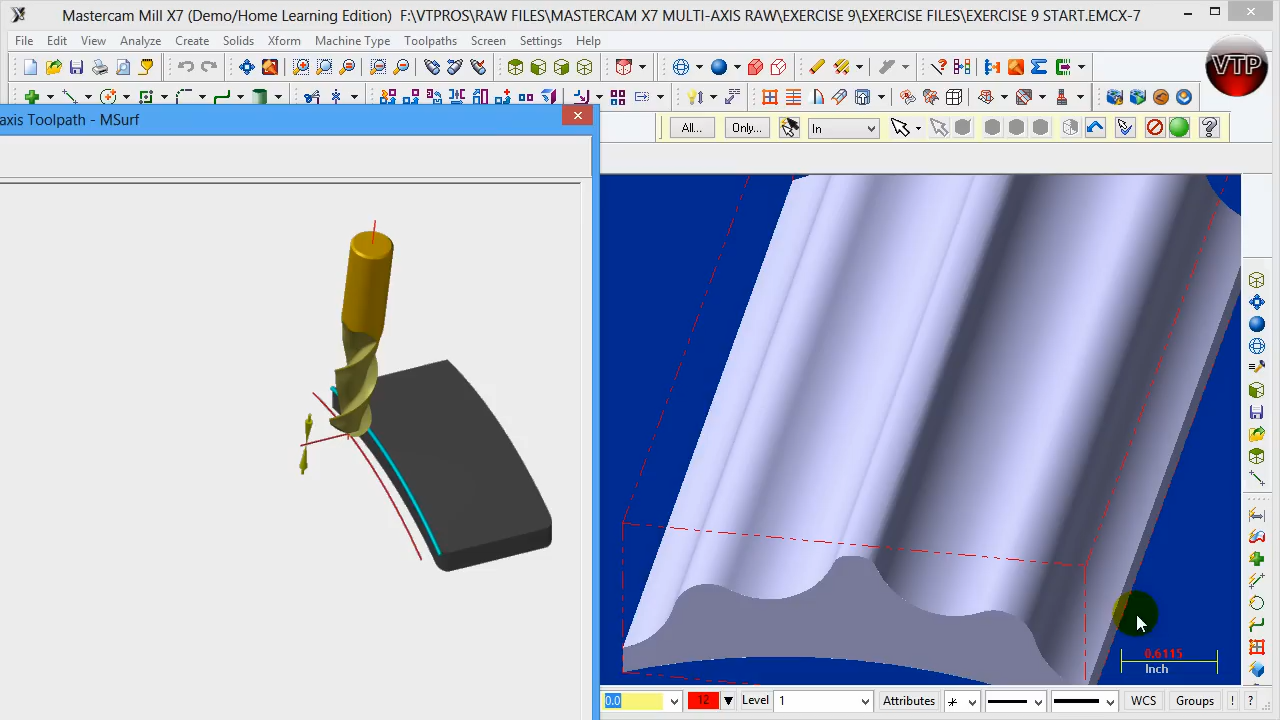 Mastercam Mill X7 (Demo/Home Learning Edition) F:\VTPROS\RAW FILES\MASTERCAM X7 MULTI-AXIS RAW\EXERCISE 9\EXERCISE FILES\EXERCISE 9 START.EMCX-7
File Edit View Analyze Create Solids Xform Machine Type Toolpaths Screen Settings Help
VTP
axis Toolpath - MSurf
All... Only... In
0.6115
Inch
0.0 12 Level 1 Attributes WCS Groups ! ?